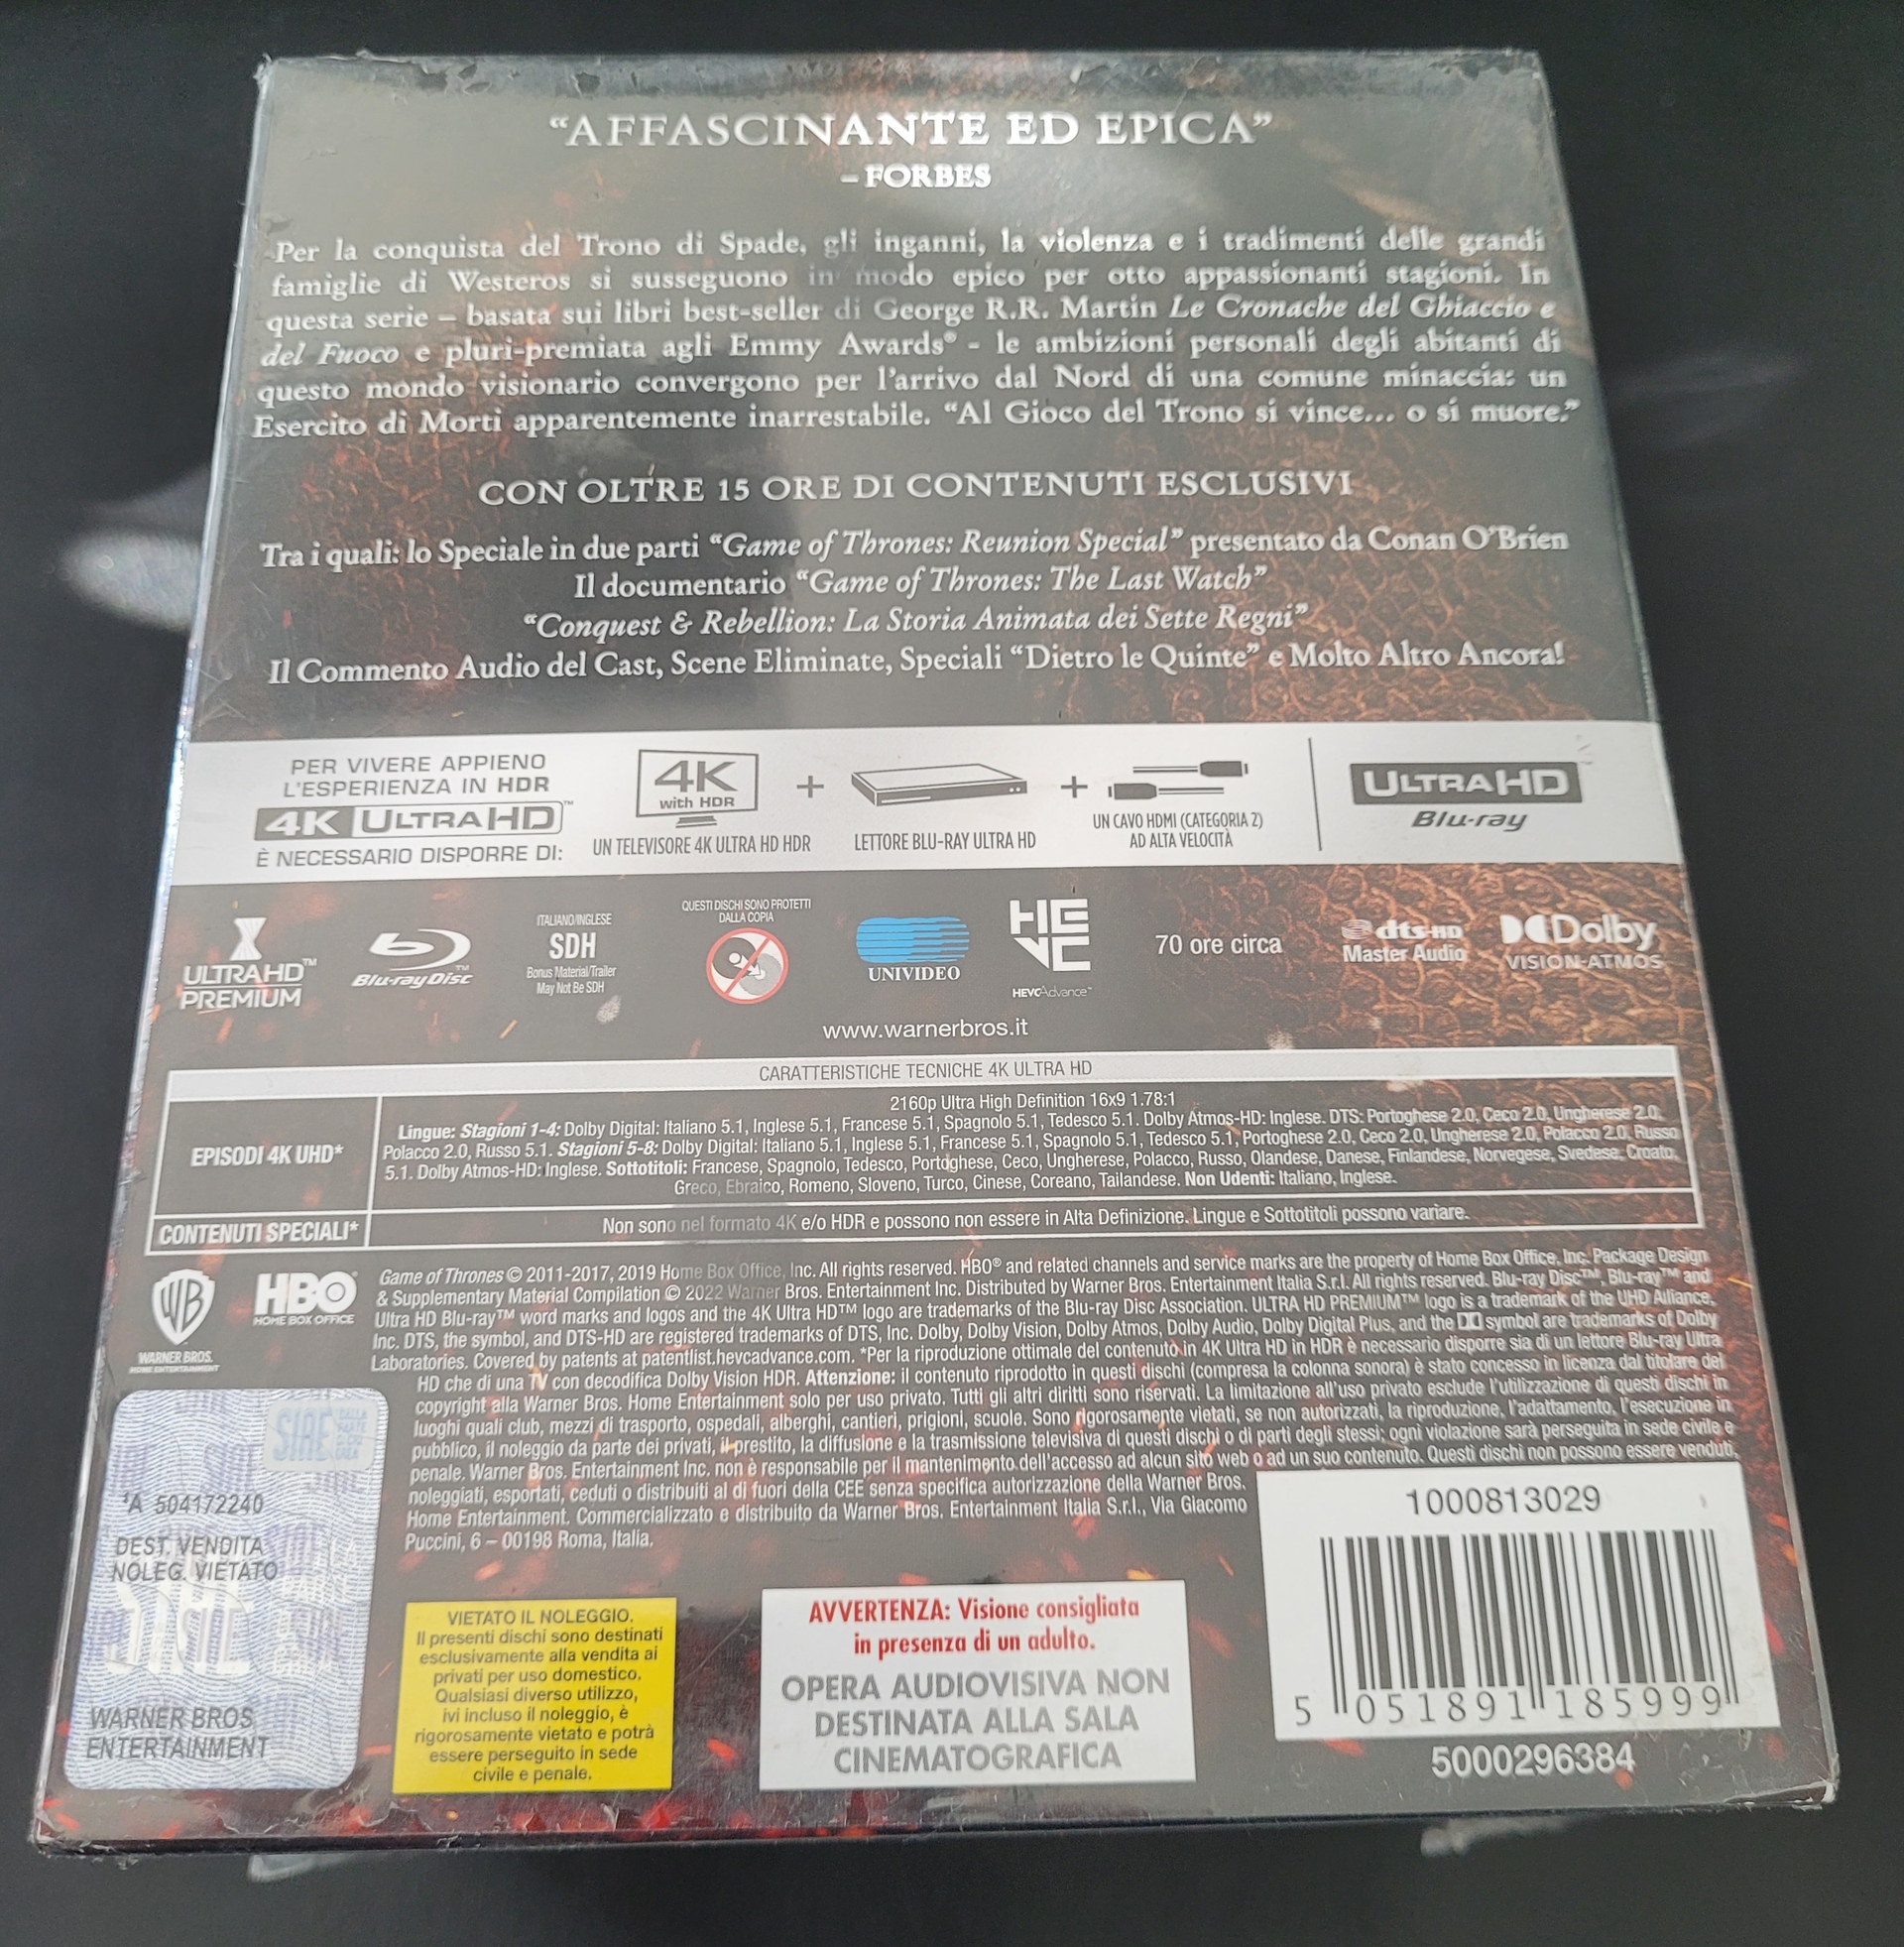 “AFFASCINANTE ED EPICA”
– FORBES
Per la conquista del Trono di Spade, gli inganni, la violenza e i tradimenti delle grandi
famiglie di Westeros si susseguono in modo epico per otto appassionanti stagioni. In
questa serie – basata sui libri best-seller di George R.R. Martin Le Cronache del Ghiaccio e
del Fuoco e pluri-premiata agli Emmy Awards® - le ambizioni personali degli abitanti di
questo mondo visionario convergono per l’arrivo dal Nord di una comune minaccia: un
Esercito di Morti apparentemente inarrestabile. “Al Gioco del Trono si vince... o si muore.”
CON OLTRE 15 ORE DI CONTENUTI ESCLUSIVI
Tra i quali: lo Speciale in due parti “Game of Thrones: Reunion Special” presentato da Conan O’Brien
Il documentario “Game of Thrones: The Last Watch”
“Conquest & Rebellion: La Storia Animata dei Sette Regni”
Il Commento Audio del Cast, Scene Eliminate, Speciali “Dietro le Quinte” e Molto Altro Ancora!
PER VIVERE APPIENO
L'ESPERIENZA IN HDR
4K ULTRA HD™
È NECESSARIO DISPORRE DI:
4K
with HDR
UN TELEVISORE 4K ULTRA HD HDR
+
LETTORE BLU-RAY ULTRA HD
+
UN CAVO HDMI (CATEGORIA 2)
AD ALTA VELOCITÀ
ULTRA HD
Blu-ray
ULTRA HD™
PREMIUM
Blu-ray Disc™
ITALIANO/INGLESE
SDH
Bonus Material/Trailer
May Not Be SDH
QUESTI DISCHI SONO PROTETTI
DALLA COPIA
UNIVIDEO
HEVC
HEVCAdvance™
70 ore circa
dts-HD
Master Audio
Dolby
VISION·ATMOS
www.warnerbros.it
CARATTERISTICHE TECNICHE 4K ULTRA HD
EPISODI 4K UHD*
2160p Ultra High Definition 16x9 1.78:1
Lingue: Stagioni 1-4: Dolby Digital: Italiano 5.1, Inglese 5.1, Francese 5.1, Spagnolo 5.1, Tedesco 5.1. Dolby Atmos-HD: Inglese. DTS: Portoghese 2.0, Ceco 2.0, Ungherese 2.0,
Polacco 2.0, Russo 5.1. Stagioni 5-8: Dolby Digital: Italiano 5.1, Inglese 5.1, Francese 5.1, Spagnolo 5.1, Tedesco 5.1, Portoghese 2.0, Ceco 2.0, Ungherese 2.0, Polacco 2.0, Russo
5.1. Dolby Atmos-HD: Inglese. Sottotitoli: Francese, Spagnolo, Tedesco, Portoghese, Ceco, Ungherese, Polacco, Russo, Olandese, Danese, Finlandese, Norvegese, Svedese, Croato,
Greco, Ebraico, Romeno, Sloveno, Turco, Cinese, Coreano, Tailandese. Non Udenti: Italiano, Inglese.
CONTENUTI SPECIALI*
Non sono nel formato 4K e/o HDR e possono non essere in Alta Definizione. Lingue e Sottotitoli possono variare.
WB
WARNER BROS.
HOME ENTERTAINMENT
HBO®
HOME BOX OFFICE
Game of Thrones © 2011-2017, 2019 Home Box Office, Inc. All rights reserved. HBO® and related channels and service marks are the property of Home Box Office, Inc. Package Design
& Supplementary Material Compilation © 2022 Warner Bros. Entertainment Inc. Distributed by Warner Bros. Entertainment Italia S.r.l. All rights reserved. Blu-ray Disc™, Blu-ray™ and
Ultra HD Blu-ray™ word marks and logos and the 4K Ultra HD™ logo are trademarks of the Blu-ray Disc Association. ULTRA HD PREMIUM™ logo is a trademark of the UHD Alliance,
Inc. DTS, the symbol, and DTS-HD are registered trademarks of DTS, Inc. Dolby, Dolby Vision, Dolby Atmos, Dolby Audio, Dolby Digital Plus, and the symbol are trademarks of Dolby
Laboratories. Covered by patents at patentlist.hevcadvance.com. *Per la riproduzione ottimale del contenuto in 4K Ultra HD in HDR è necessario disporre sia di un lettore Blu-ray Ultra
HD che di una TV con decodifica Dolby Vision HDR. Attenzione: il contenuto riprodotto in questi dischi (compresa la colonna sonora) è stato concesso in licenza dal titolare del
copyright alla Warner Bros. Home Entertainment solo per uso privato. Tutti gli altri diritti sono riservati. La limitazione all'uso privato esclude l'utilizzazione di questi dischi in
luoghi quali club, mezzi di trasporto, ospedali, alberghi, cantieri, prigioni, scuole. Sono rigorosamente vietati, se non autorizzati, la riproduzione, l'adattamento, l'esecuzione in
pubblico, il noleggio da parte dei privati, il prestito, la diffusione e la trasmissione televisiva di questi dischi o di parti degli stessi; ogni violazione sarà perseguita in sede civile e
penale. Warner Bros. Entertainment Inc. non è responsabile per il mantenimento dell'accesso ad alcun sito web o ad un suo contenuto. Questi dischi non possono essere venduti,
noleggiati, esportati, ceduti o distribuiti al di fuori della CEE senza specifica autorizzazione della Warner Bros.
Home Entertainment. Commercializzato e distribuito da Warner Bros. Entertainment Italia S.r.l., Via Giacomo
Puccini, 6 – 00198 Roma, Italia.
SIAE
A 504172240
DEST. VENDITA
NOLEG. VIETATO
WARNER BROS
ENTERTAINMENT
VIETATO IL NOLEGGIO.
Il presenti dischi sono destinati
esclusivamente alla vendita ai
privati per uso domestico.
Qualsiasi diverso utilizzo,
ivi incluso il noleggio, è
rigorosamente vietato e potrà
essere perseguito in sede
civile e penale.
AVVERTENZA: Visione consigliata
in presenza di un adulto.
OPERA AUDIOVISIVA NON
DESTINATA ALLA SALA
CINEMATOGRAFICA
1000813029
5 051891 185999
5000296384